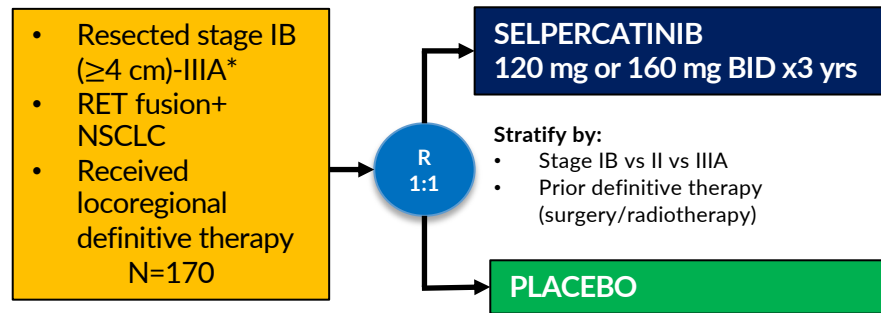 • Resected stage IB
(≥4 cm)-IIIA*
• RET fusion+
NSCLC
• Received
locoregional
definitive therapy
N=170
R
1:1
SELPERCATINIB
120 mg or 160 mg BID x3 yrs
Stratify by:
• Stage IB vs II vs IIIA
• Prior definitive therapy
(surgery/radiotherapy)
PLACEBO